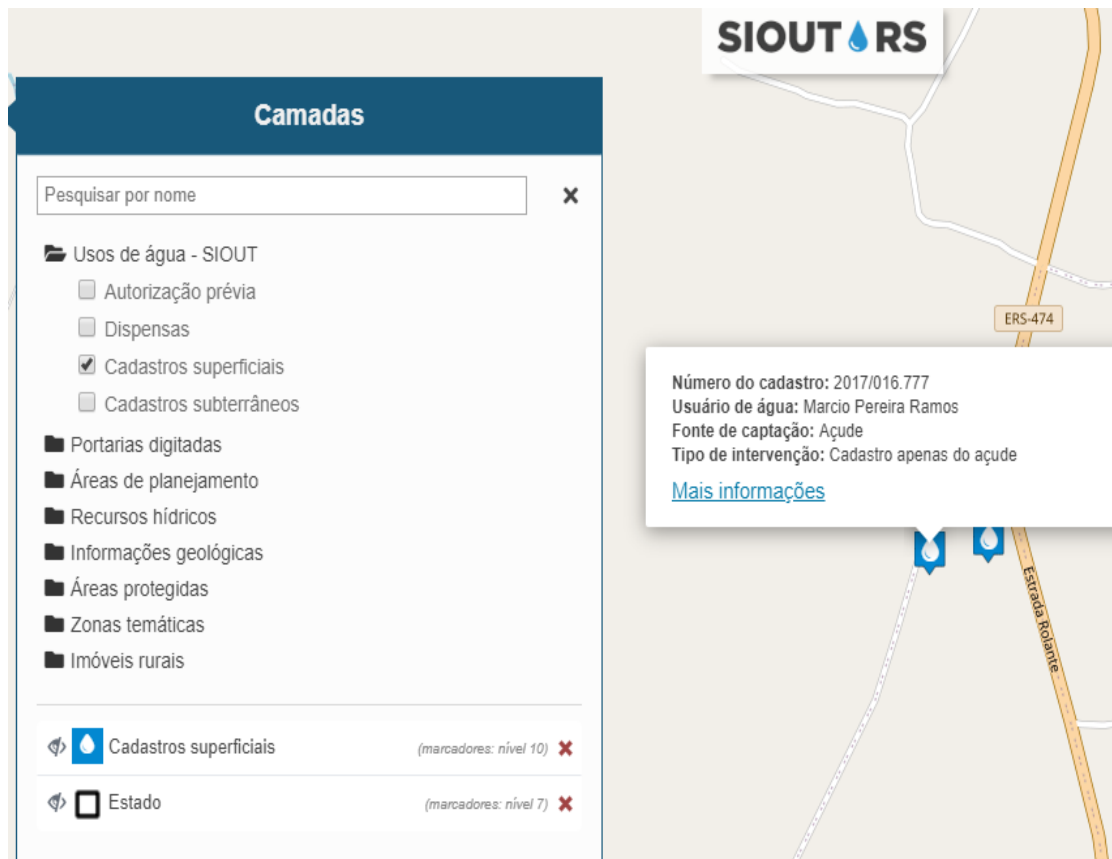 SIOUT RS
Camadas
Pesquisar por nome
Usos de água - SIOUT
Autorização prévia
Dispensas
Cadastros superficiais
Cadastros subterrâneos
Portarias digitadas
Áreas de planejamento
Recursos hídricos
Informações geológicas
Áreas protegidas
Zonas temáticas
Imóveis rurais
Cadastros superficiais (marcadores: nível 10)
Estado (marcadores: nível 7)
ERS-474
Número do cadastro: 2017/016.777
Usuário de água: Marcio Pereira Ramos
Fonte de captação: Açude
Tipo de intervenção: Cadastro apenas do açude
Mais informações
Estrada Rolante